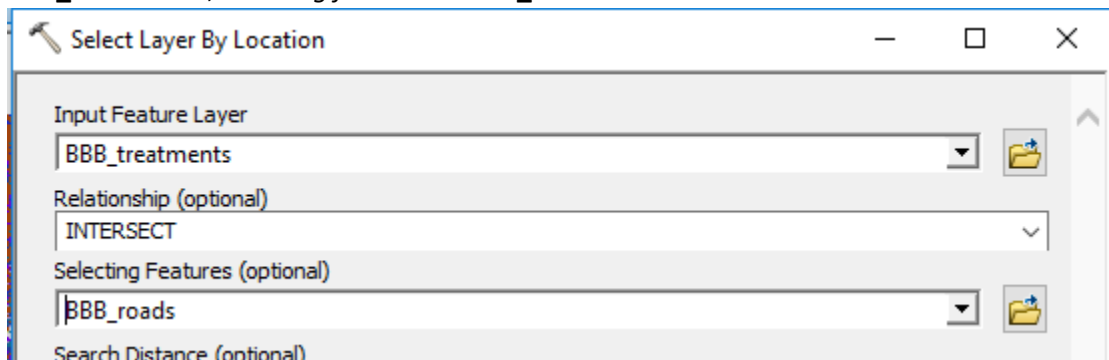 Select Layer By Location
Input Feature Layer
BBB_treatments
Relationship (optional)
INTERSECT
Selecting Features (optional)
BBB_roads
Search Distance (optional)